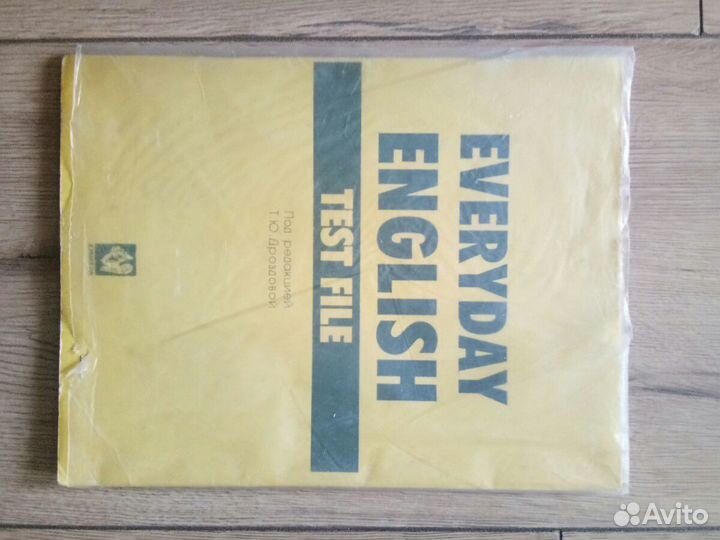 EVERYDAY
ENGLISH
TEST FILE
Под редакцией
Т.Ю.Дроздовой
Avito